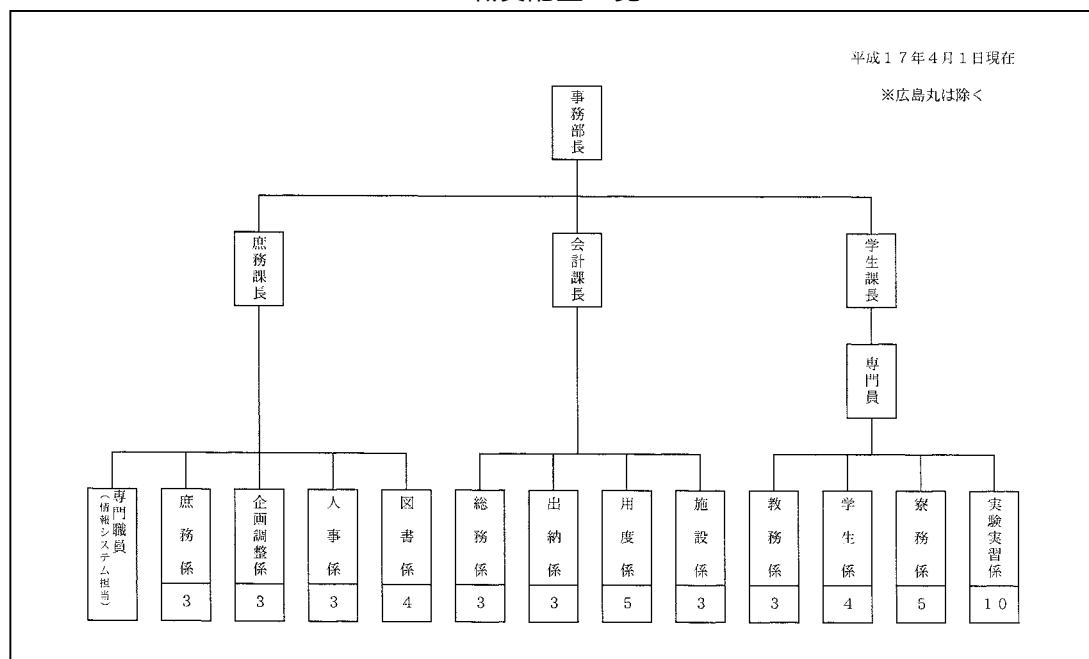 平成17年4月1日現在
※広島丸は除く
事務部長
庶務課長
会計課長
学生課長
専門員
専門職員
（情報システム担当）
庶務係
3
企画調整係
3
人事係
3
図書係
4
総務係
3
出納係
3
用度係
5
施設係
3
教務係
3
学生係
4
寮務係
5
実験実習係
10